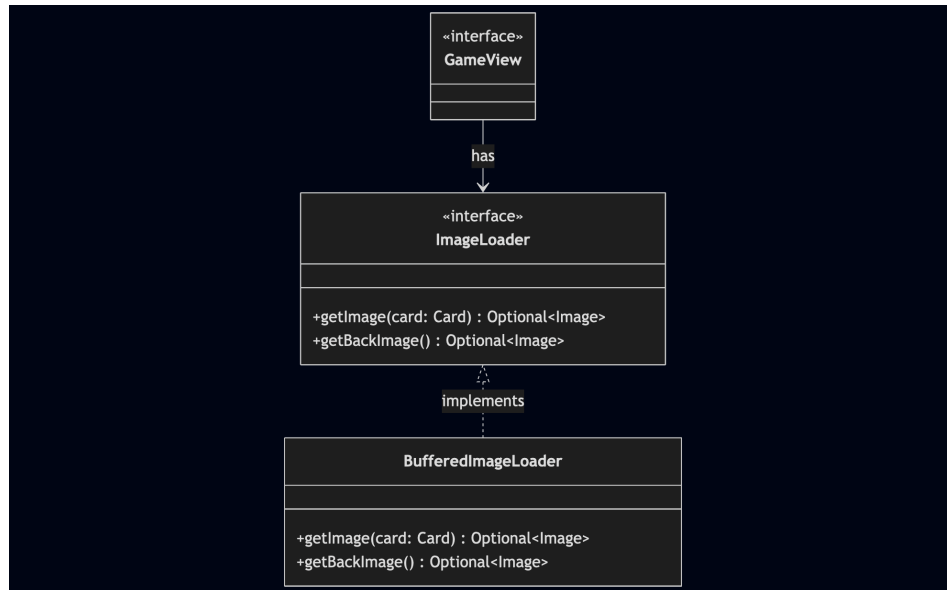 «interface»
GameView
has
«interface»
ImageLoader
+getImage(card: Card) : Optional<Image>
+getBackImage() : Optional<Image>
implements
BufferedImageLoader
+getImage(card: Card) : Optional<Image>
+getBackImage() : Optional<Image>